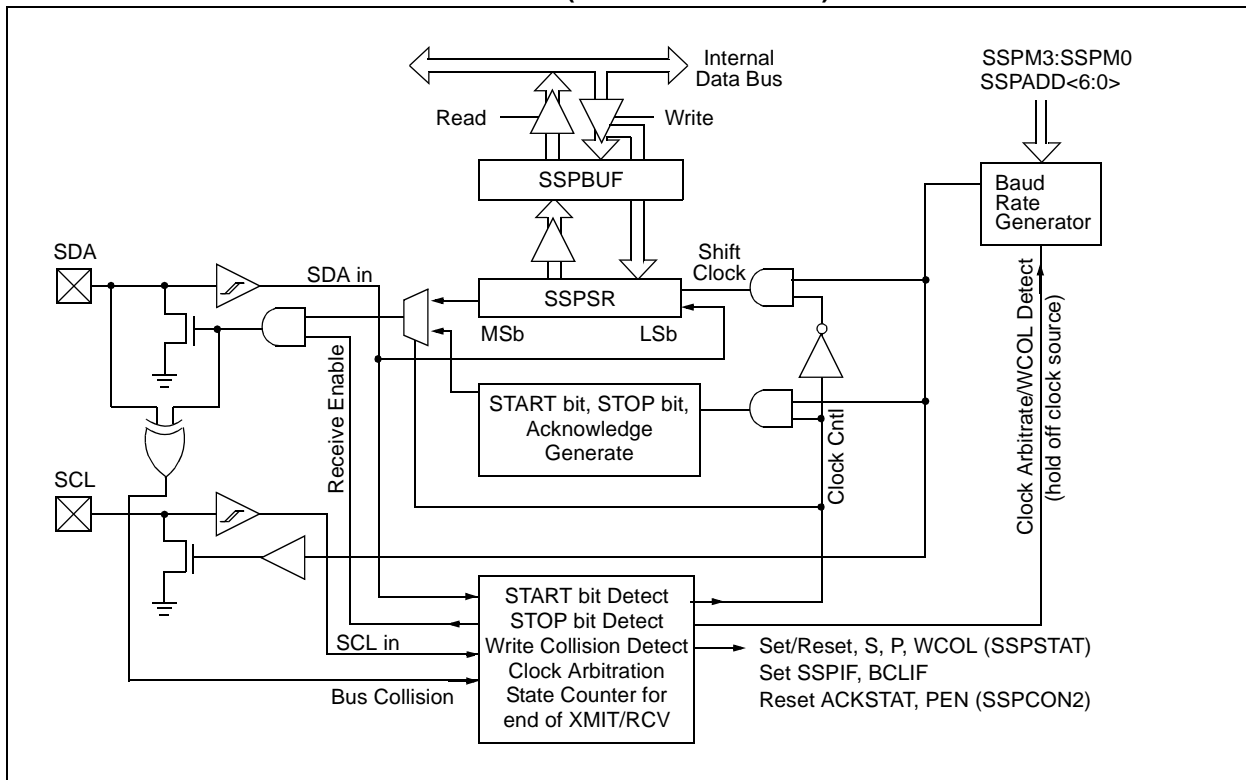 Internal
Data Bus
SSPM3:SSPM0
SSPADD<6:0>
Read
Write
SSPBUF
Baud
Rate
Generator
SDA
SDA in
Shift
Clock
SSPSR
MSb
LSb
Clock Arbitrate/WCOL Detect
(hold off clock source)
Receive Enable
START bit, STOP bit,
Acknowledge
Generate
Clock Cntl
SCL
START bit Detect
STOP bit Detect
Write Collision Detect
Clock Arbitration
State Counter for
end of XMIT/RCV
SCL in
Bus Collision
Set/Reset, S, P, WCOL (SSPSTAT)
Set SSPIF, BCLIF
Reset ACKSTAT, PEN (SSPCON2)